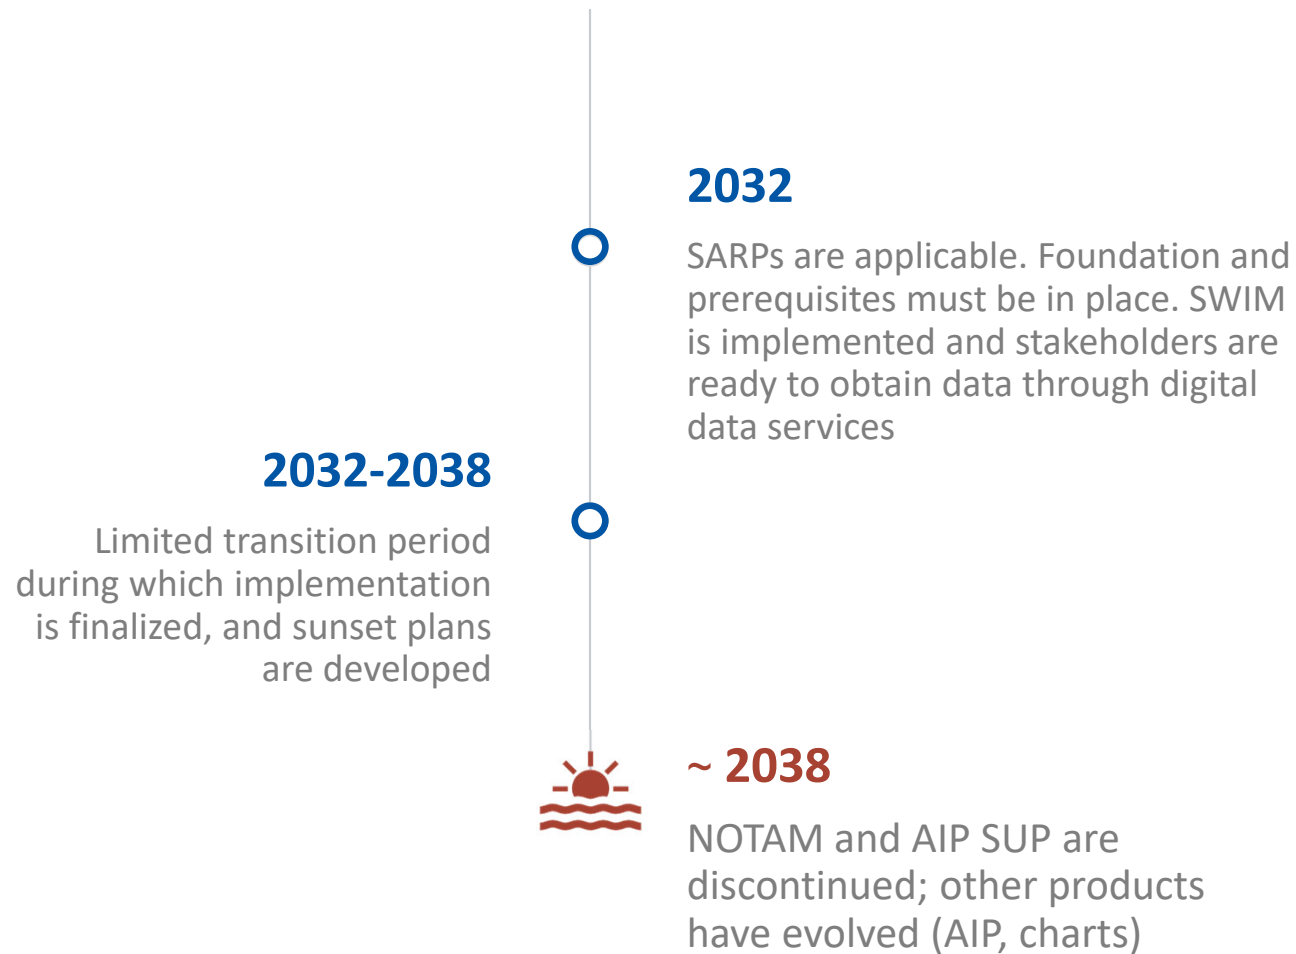 2032
SARPs are applicable. Foundation and
prerequisites must be in place. SWIM
is implemented and stakeholders are
ready to obtain data through digital
data services
2032-2038
Limited transition period
during which implementation
is finalized, and sunset plans
are developed
~ 2038
NOTAM and AIP SUP are
discontinued; other products
have evolved (AIP, charts)